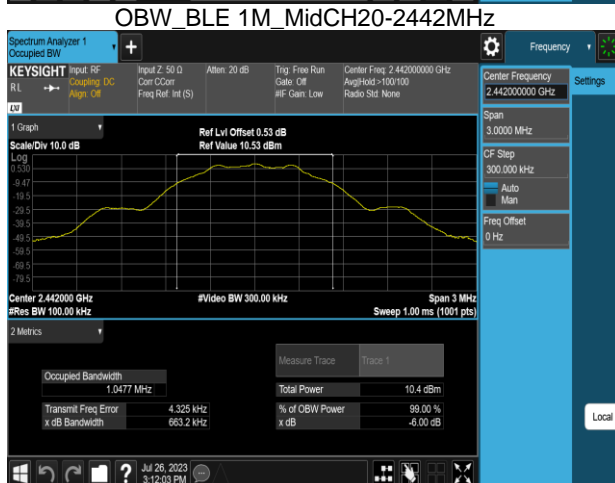 OBW_BLE 1M_MidCH20-2442MHz
Spectrum Analyzer 1
Occupied BW
+
Frequency
KEYSIGHT
Input: RF
Input Z: 50 Ω
Atten: 20 dB
Trig: Free Run
Center Freq: 2.442000000 GHz
RL
Coupling: DC
Corr CCorr
Gate: Off
Avg|Hold:>100/100
Align: Off
Freq Ref: Int (S)
#IF Gain: Low
Radio Std: None
LXI
Center Frequency
2.442000000 GHz
Settings
Span
3.0000 MHz
CF Step
300.000 kHz
Auto
Man
Freq Offset
0 Hz
1 Graph
Ref Lvl Offset 0.53 dB
Scale/Div 10.0 dB
Ref Value 10.53 dBm
Log
0.530
-9.47
-19.5
-29.5
-39.5
-49.5
-59.5
-69.5
-79.5
Center 2.442000 GHz
#Video BW 300.00 kHz
Span 3 MHz
#Res BW 100.00 kHz
Sweep 1.00 ms (1001 pts)
2 Metrics
Measure Trace
Trace 1
Occupied Bandwidth
1.0477 MHz
Total Power
10.4 dBm
Transmit Freq Error
4.325 kHz
% of OBW Power
99.00 %
x dB Bandwidth
663.2 kHz
x dB
-6.00 dB
Local
?
Jul 26, 2023
3:12:03 PM